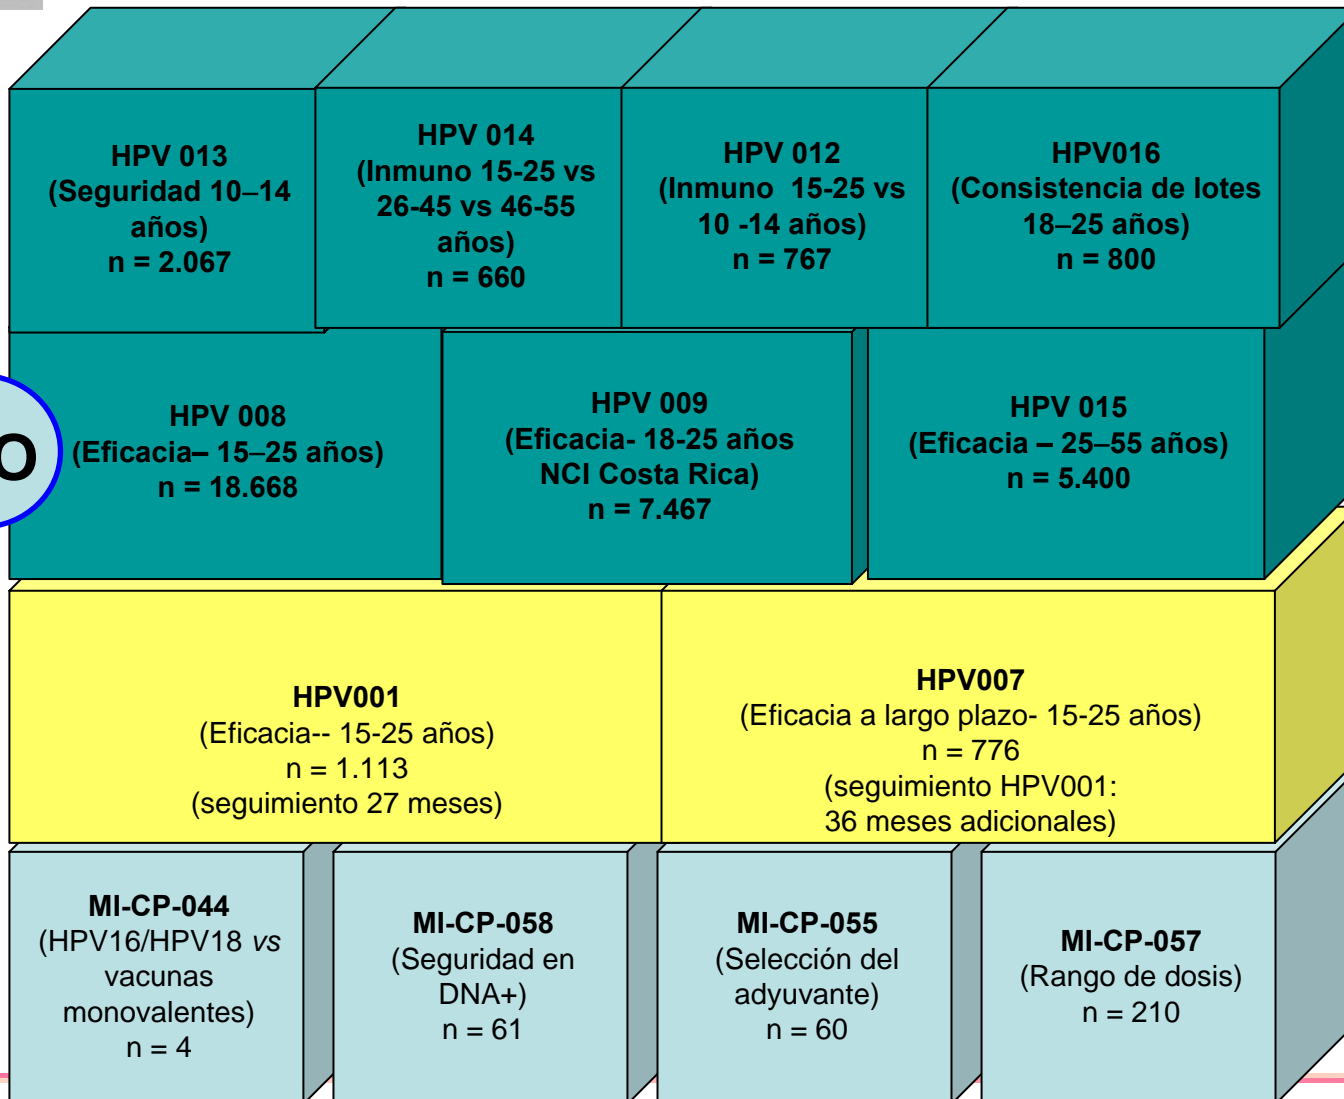 HPV 013
(Seguridad 10–14
años)
n = 2.067
HPV 014
(Inmuno 15-25 vs
26-45 vs 46-55
años)
n = 660
HPV 012
(Inmuno 15-25 vs
10 -14 años)
n = 767
HPV016
(Consistencia de lotes
18–25 años)
n = 800
O
HPV 008
(Eficacia– 15–25 años)
n = 18.668
HPV 009
(Eficacia- 18-25 años
NCI Costa Rica)
n = 7.467
HPV 015
(Eficacia – 25–55 años)
n = 5.400
HPV001
(Eficacia-- 15-25 años)
n = 1.113
(seguimiento 27 meses)
HPV007
(Eficacia a largo plazo- 15-25 años)
n = 776
(seguimiento HPV001:
36 meses adicionales)
MI-CP-044
(HPV16/HPV18 vs
vacunas
monovalentes)
n = 4
MI-CP-058
(Seguridad en
DNA+)
n = 61
MI-CP-055
(Selección del
adyuvante)
n = 60
MI-CP-057
(Rango de dosis)
n = 210